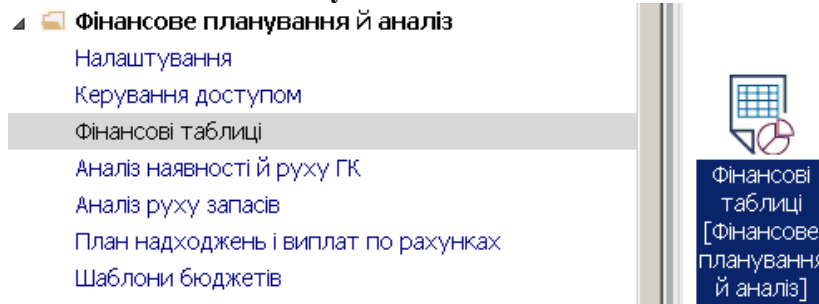 Фінансове планування й аналіз
Налаштування
Керування доступом
Фінансові таблиці
Аналіз наявності й руху ГК
Аналіз руху запасів
План надходжень і виплат по рахунках
Шаблони бюджетів
Фінансові
таблиці
[Фінансове
планування
й аналіз]